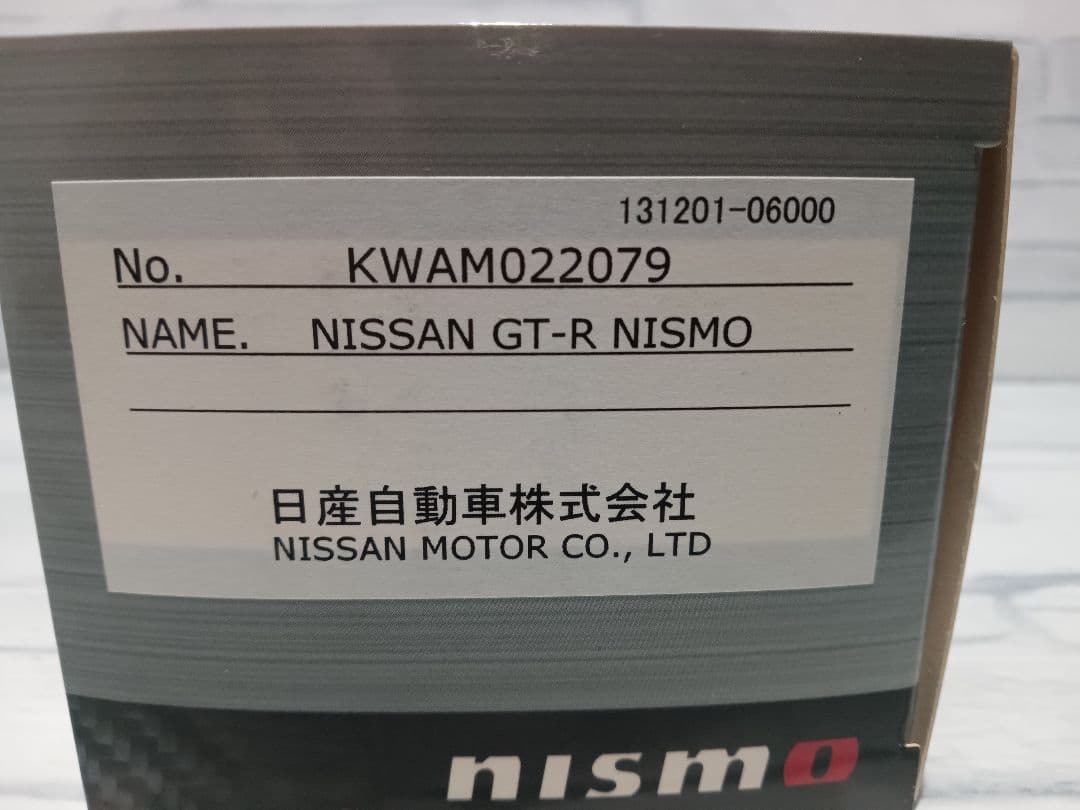 131201-06000
No. KWAM022079
NAME. NISSAN GT-R NISMO
日産自動車株式会社
NISSAN MOTOR CO., LTD
nismo